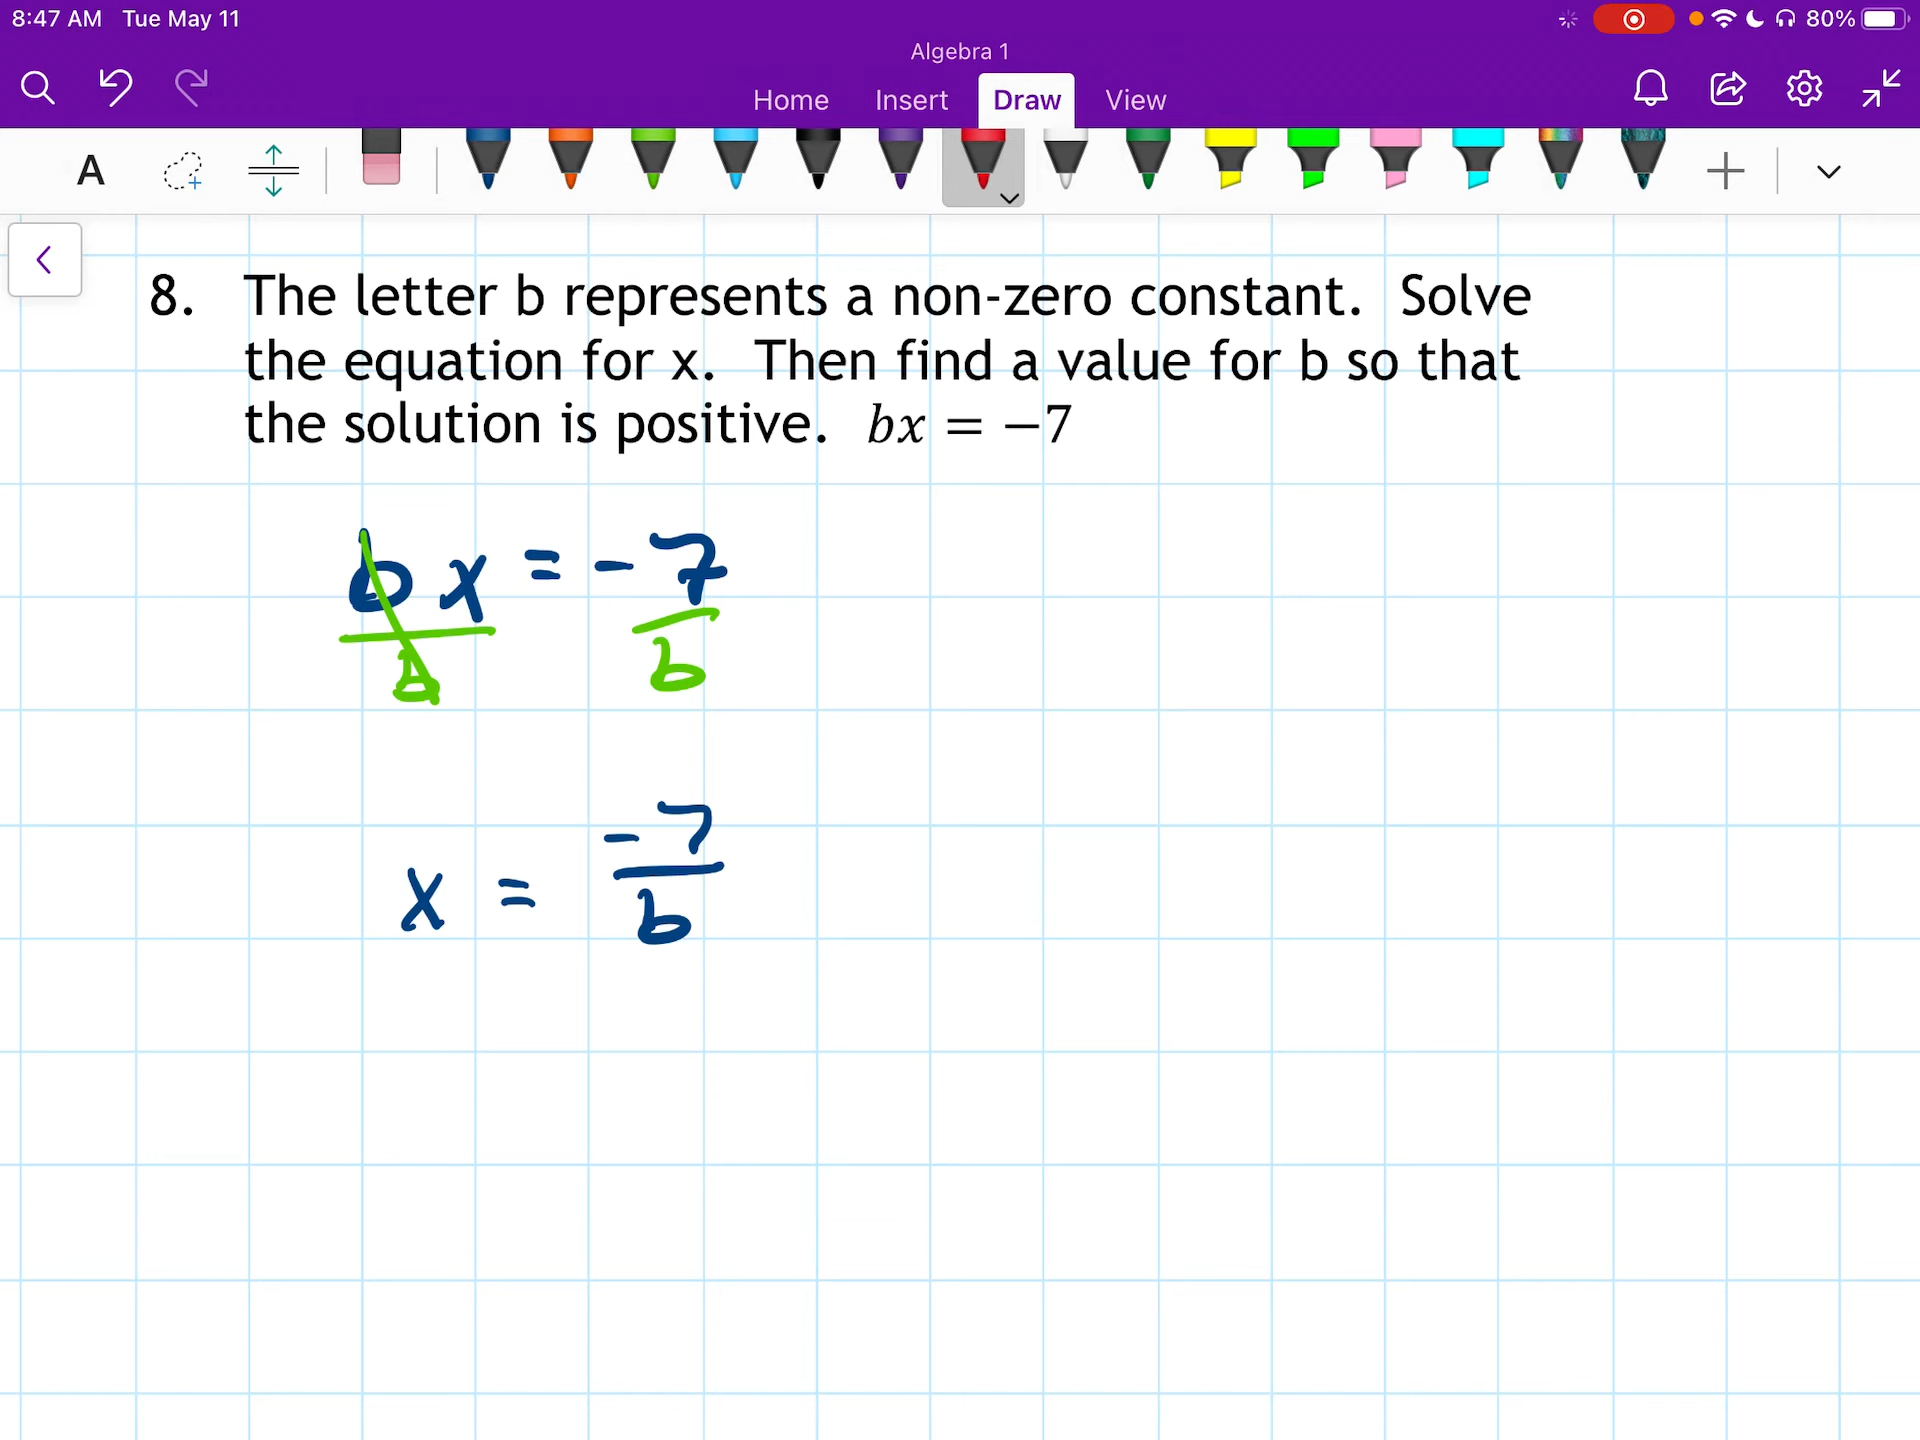 8:47 AM Tue May 11 80%
Algebra 1
Home Insert Draw View
A
8. The letter b represents a non-zero constant. Solve
the equation for x. Then find a value for b so that
the solution is positive. bx = −7
bx = -7
b b
x = -7
b